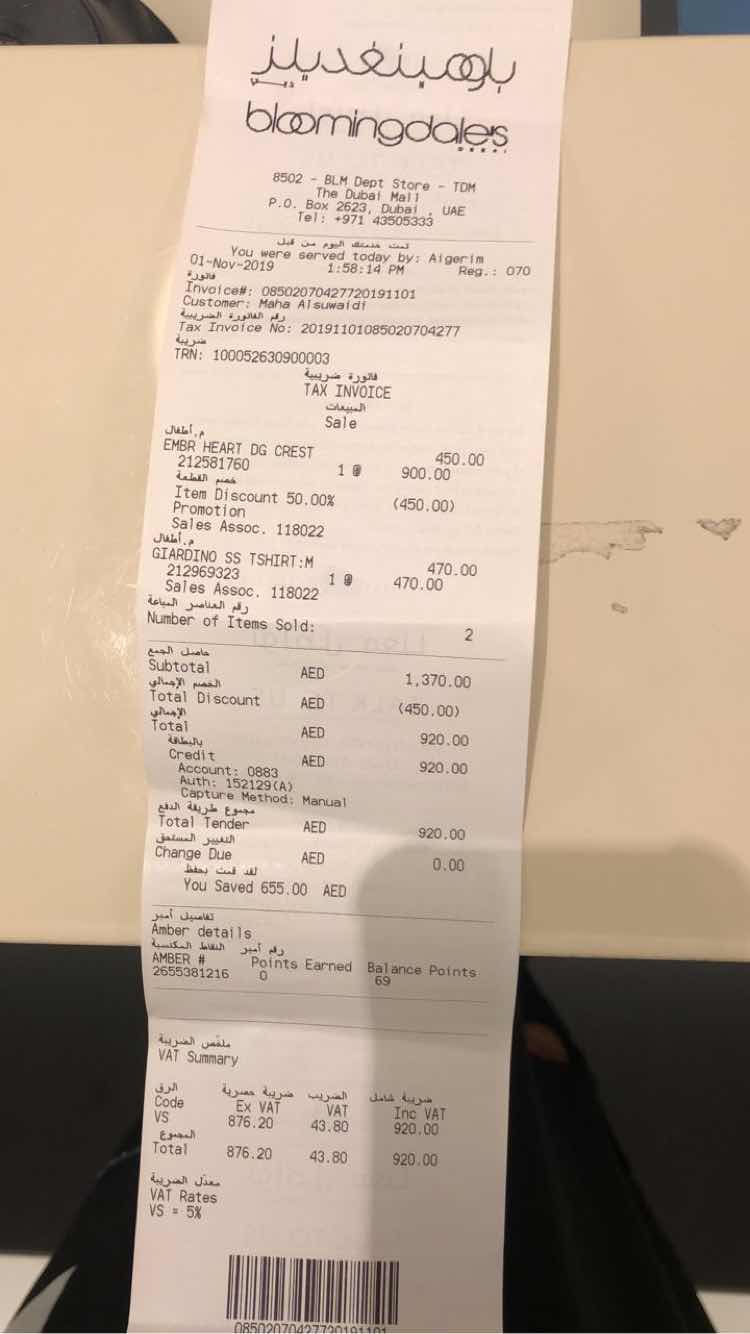 بلومينغديلز
دبي
bloomingdale's
DUBAI
8502 - BLM Dept Store - TDM
The Dubai Mall
P.O. Box 2623, Dubai , UAE
Tel: +971 43505333
تمت خدمتك اليوم من قبل
You were served today by: Aigerim
01-Nov-2019 1:58:14 PM Reg.: 070
فاتورة
Invoice#: 08502070427720191101
Customer: Maha Alsuwaidi
رقم الفاتورة الضريبية
Tax Invoice No: 20191101085020704277
ضريبة
TRN: 100052630900003
فاتورة ضريبية
TAX INVOICE
المبيعات
Sale
م.أطفال
EMBR HEART DG CREST 450.00
212581760 1 @ 900.00
خصم القطعة
Item Discount 50.00% (450.00)
Promotion
Sales Assoc. 118022
م.أطفال
GIARDINO SS TSHIRT:M 470.00
212969323 1 @ 470.00
Sales Assoc. 118022
رقم العناصر المباعة
Number of Items Sold: 2
حاصل الجمع
Subtotal AED 1,370.00
الخصم الإجمالي
Total Discount AED (450.00)
الإجمالي
Total AED 920.00
بالبطاقة
Credit AED 920.00
Account: 0883
Auth: 152129(A)
Capture Method: Manual
مجموع طريقة الدفع
Total Tender AED 920.00
التغيير المستحق
Change Due AED 0.00
لقد قمت بحفظ
You Saved 655.00 AED
تفاصيل أمبر
Amber details
رقم أمبر النقاط المكتسبة
AMBER # Points Earned Balance Points
2655381216 0 69
ملخص الضريبة
VAT Summary
الرق ضريبة حصرية الضريب ضريبة شامل
Code Ex VAT VAT Inc VAT
VS 876.20 43.80 920.00
المجموع
Total 876.20 43.80 920.00
معدّل الضريبة
VAT Rates
VS = 5%
08502070427720191101